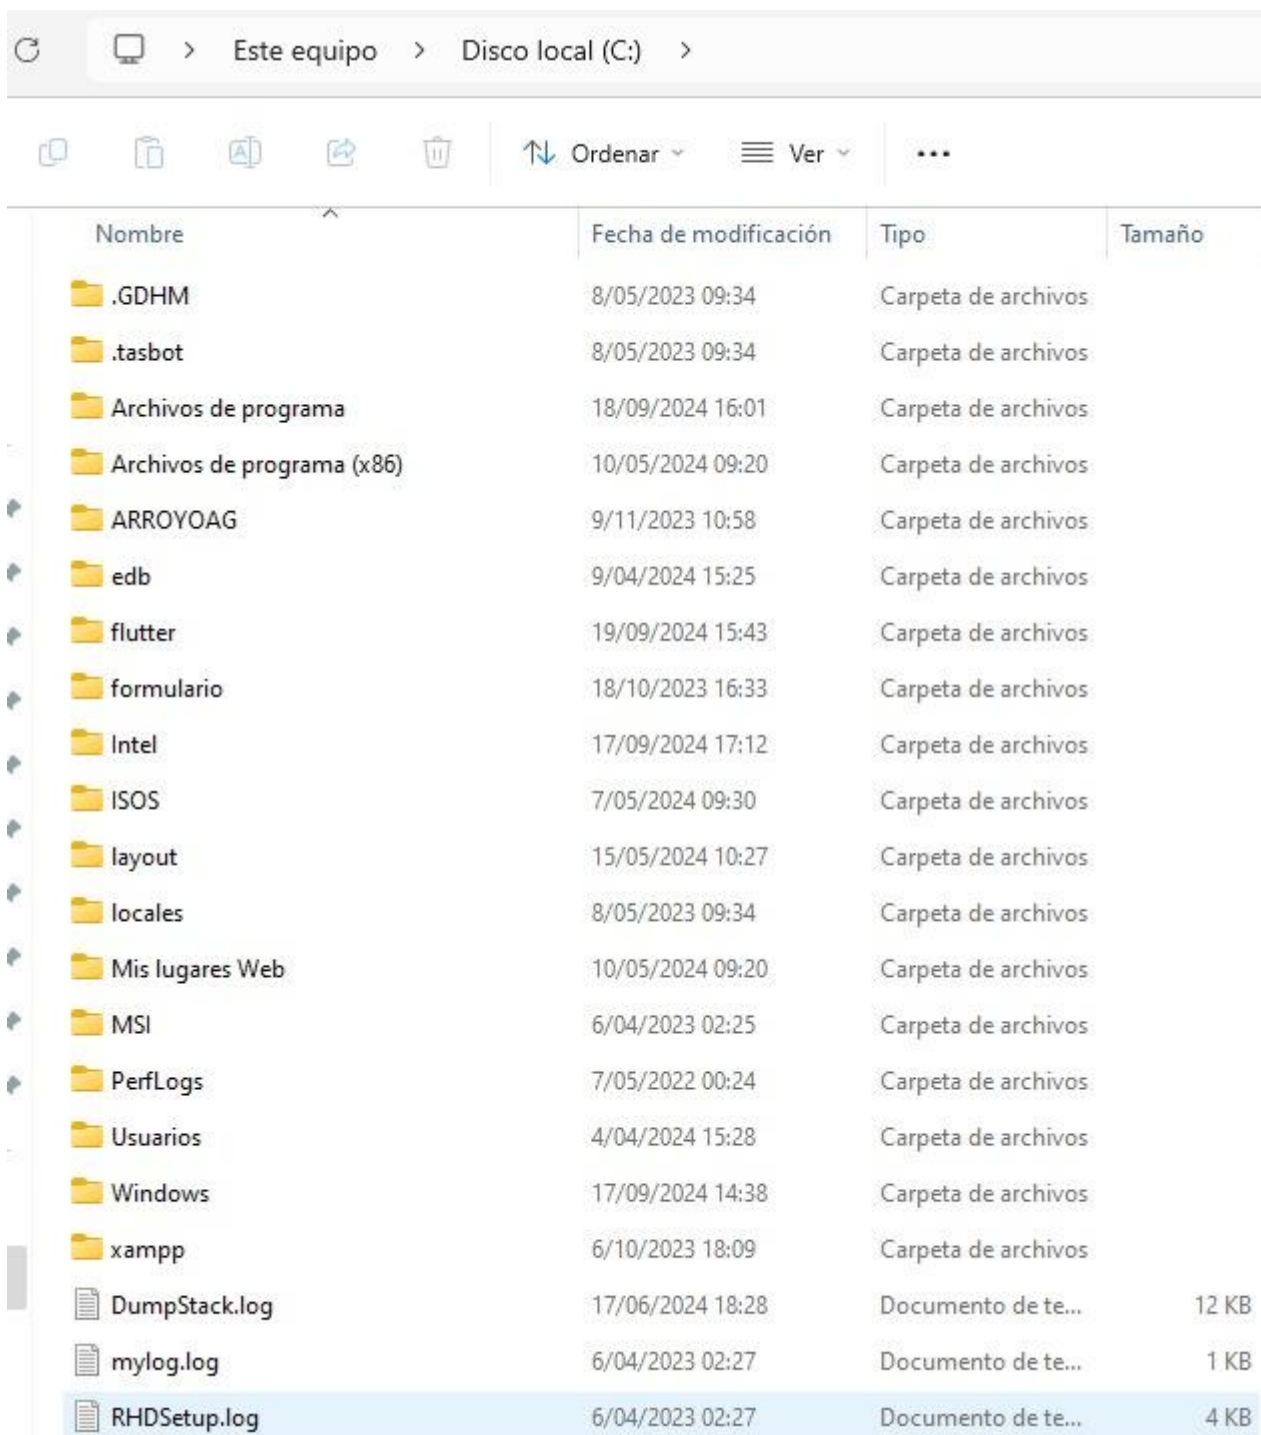 Este equipo > Disco local (C:) >
Ordenar Ver ...
Nombre Fecha de modificación Tipo Tamaño
.GDHM 8/05/2023 09:34 Carpeta de archivos
.tasbot 8/05/2023 09:34 Carpeta de archivos
Archivos de programa 18/09/2024 16:01 Carpeta de archivos
Archivos de programa (x86) 10/05/2024 09:20 Carpeta de archivos
ARROYOAG 9/11/2023 10:58 Carpeta de archivos
edb 9/04/2024 15:25 Carpeta de archivos
flutter 19/09/2024 15:43 Carpeta de archivos
formulario 18/10/2023 16:33 Carpeta de archivos
Intel 17/09/2024 17:12 Carpeta de archivos
ISOS 7/05/2024 09:30 Carpeta de archivos
layout 15/05/2024 10:27 Carpeta de archivos
locales 8/05/2023 09:34 Carpeta de archivos
Mis lugares Web 10/05/2024 09:20 Carpeta de archivos
MSI 6/04/2023 02:25 Carpeta de archivos
PerfLogs 7/05/2022 00:24 Carpeta de archivos
Usuarios 4/04/2024 15:28 Carpeta de archivos
Windows 17/09/2024 14:38 Carpeta de archivos
xampp 6/10/2023 18:09 Carpeta de archivos
DumpStack.log 17/06/2024 18:28 Documento de te... 12 KB
mylog.log 6/04/2023 02:27 Documento de te... 1 KB
RHDSetup.log 6/04/2023 02:27 Documento de te... 4 KB